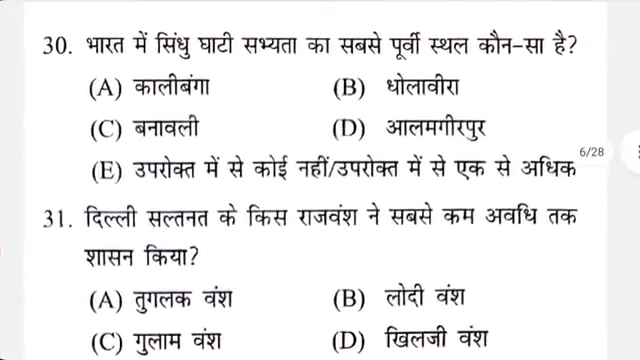 30. भारत में सिंधु घाटी सभ्यता का सबसे पूर्वी स्थल कौन-सा है?
(A) कालीबंगा (B) धोलावीरा
(C) बनावली (D) आलमगीरपुर
(E) उपरोक्त में से कोई नहीं/उपरोक्त में से एक से अधिक
6/28
31. दिल्ली सल्तनत के किस राजवंश ने सबसे कम अवधि तक
शासन किया?
(A) तुगलक वंश (B) लोदी वंश
(C) गुलाम वंश (D) खिलजी वंश